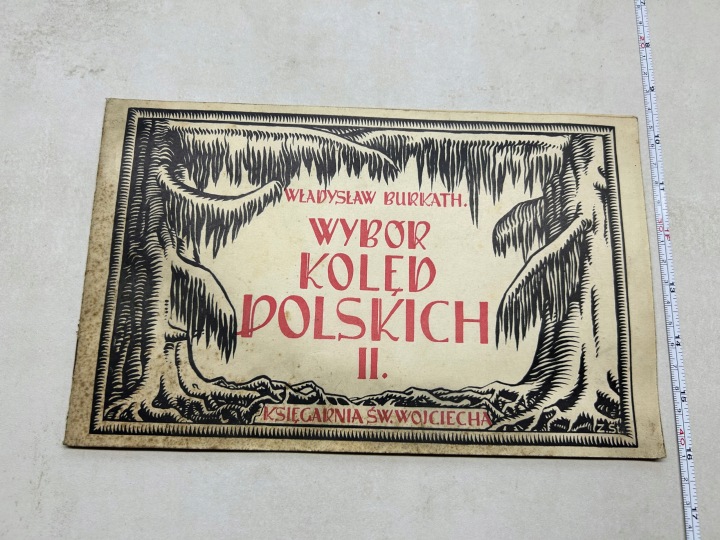 WŁADYSŁAW BURKATH.
WYBÓR
KOLĘD
POLSKICH
II.
KSIĘGARNIA ŚW. WOJCIECHA
Z.S.